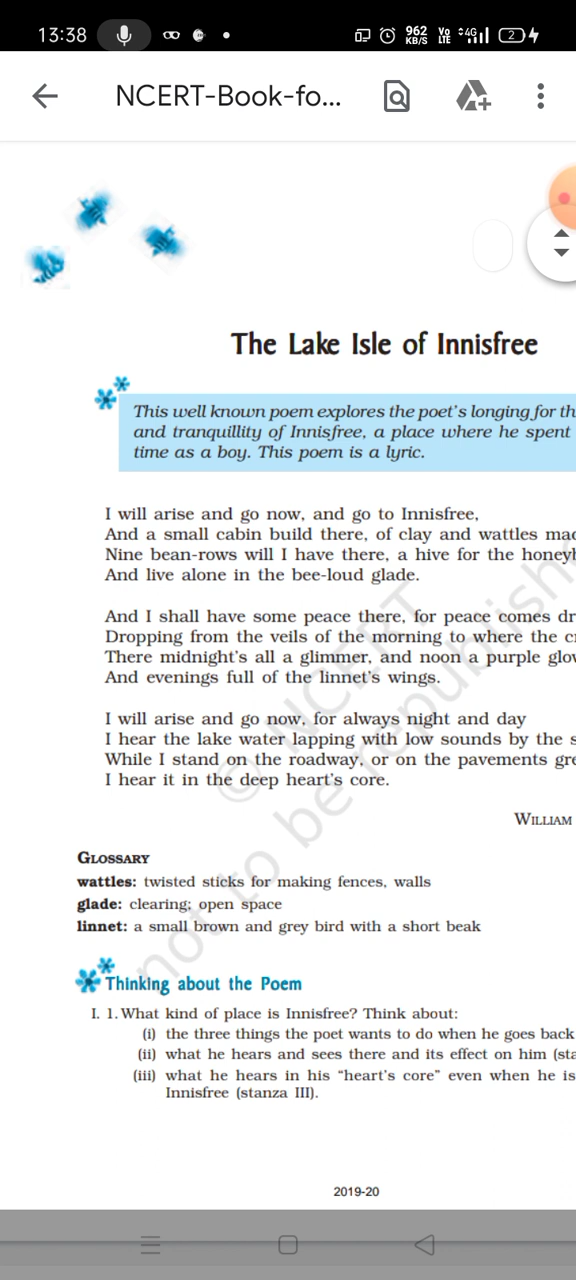 13:38
962
KB/S
Vo
LTE
4G
2
NCERT-Book-fo...
The Lake Isle of Innisfree
This well known poem explores the poet's longing for
and tranquillity of Innisfree, a place where he spent
time as a boy. This poem is a lyric.
I will arise and go now, and go to Innisfree,
And a small cabin build there, of clay and wattles
Nine bean-rows will I have there, a hive for the
And live alone in the bee-loud glade.
And I shall have some peace there, for peace comes
Dropping from the veils of the morning to where the
There midnight's all a glimmer, and noon a purple
And evenings full of the linnet's wings.
I will arise and go now, for always night and day
I hear the lake water lapping with low sounds by the
While I stand on the roadway, or on the pavements
I hear it in the deep heart's core.
WILLIAM
GLOSSARY
wattles: twisted sticks for making fences, walls
glade: clearing; open space
linnet: a small brown and grey bird with a short beak
Thinking about the Poem
I. 1. What kind of place is Innisfree? Think about:
(i) the three things the poet wants to do when he goes back
(ii) what he hears and sees there and its effect on him
(iii) what he hears in his “heart's core” even when he is
Innisfree (stanza III).
© NCERT
not to be republished
2019-20